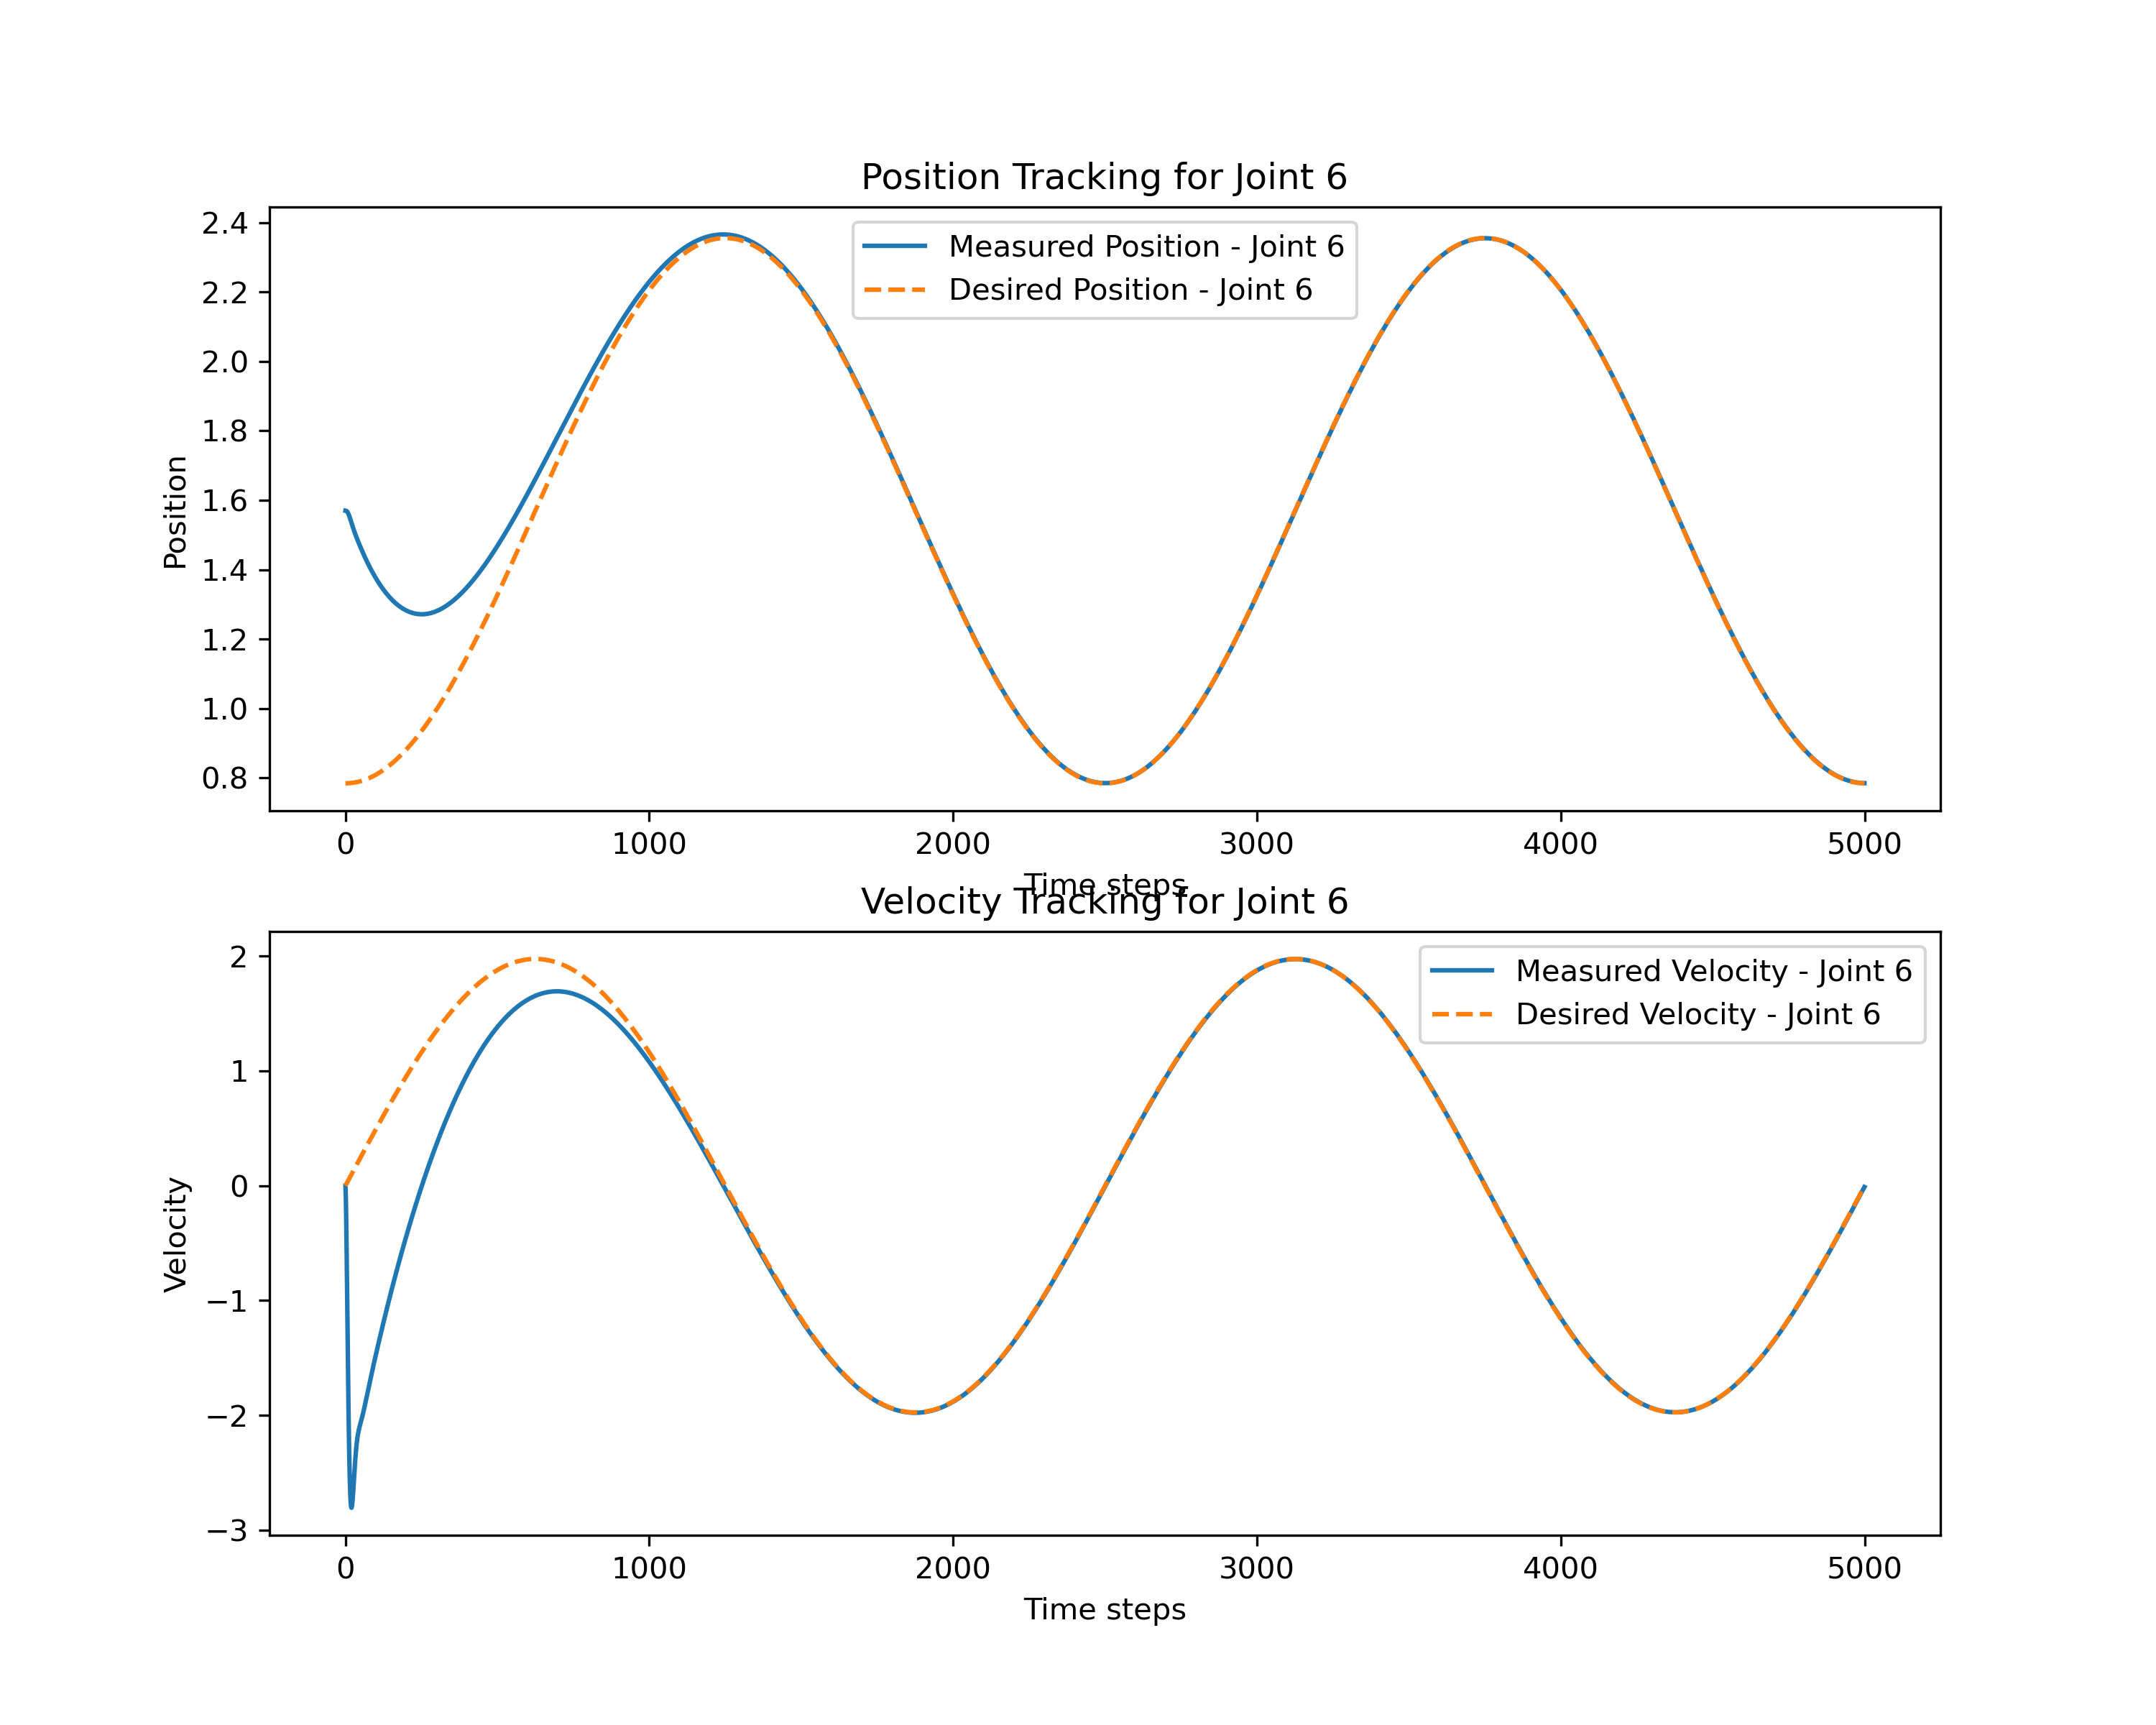 Position Tracking for Joint 6
2.4
2.2
2.0
1.8
1.6
1.4
1.2
1.0
0.8
Position
Measured Position - Joint 6
Desired Position - Joint 6
0 1000 2000 3000 4000 5000
Time steps
Velocity Tracking for Joint 6
2
1
0
−1
−2
−3
Velocity
Measured Velocity - Joint 6
Desired Velocity - Joint 6
0 1000 2000 3000 4000 5000
Time steps